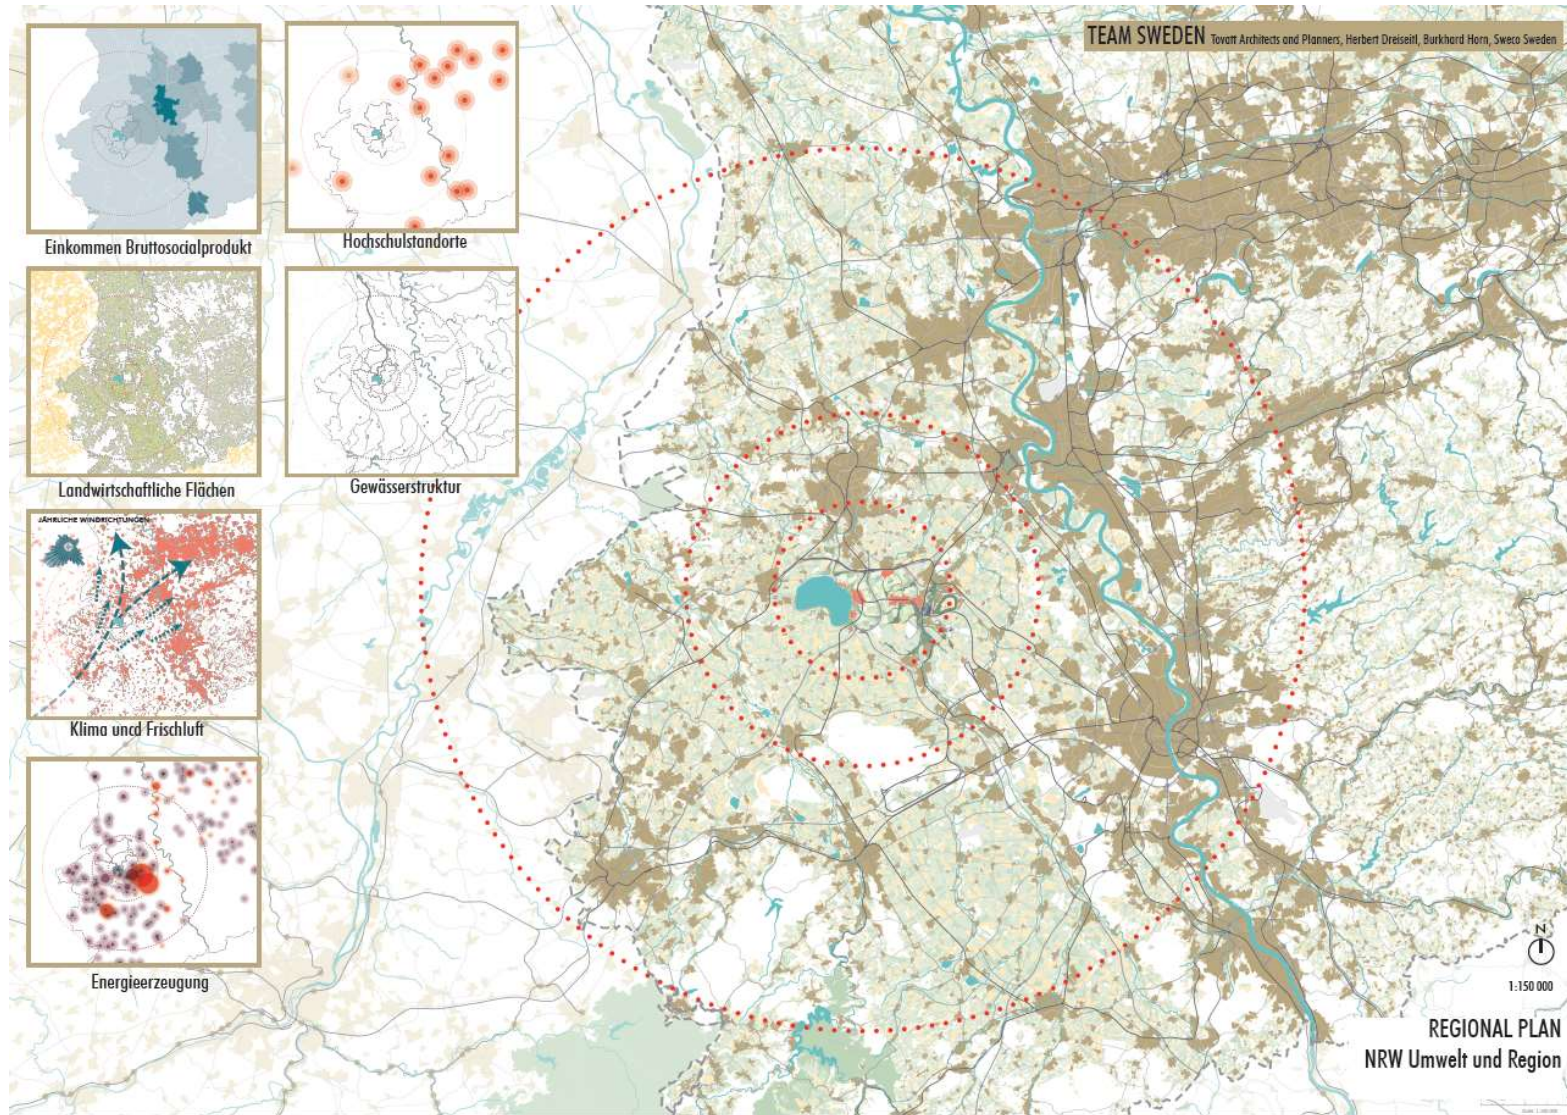 TEAM SWEDEN Tovatt Architects and Planners, Herbert Dreiseitl, Burkhard Horn, Sweco Sweden
Einkommen Bruttosocialprodukt
Hochschulstandorte
Landwirtschaftliche Flächen
Gewässerstruktur
JÄHRLICHE WINDRICHTUNGEN
Klima uncd Frischluft
Energieerzeugung
N
1:150 000
REGIONAL PLAN
NRW Umwelt und Region